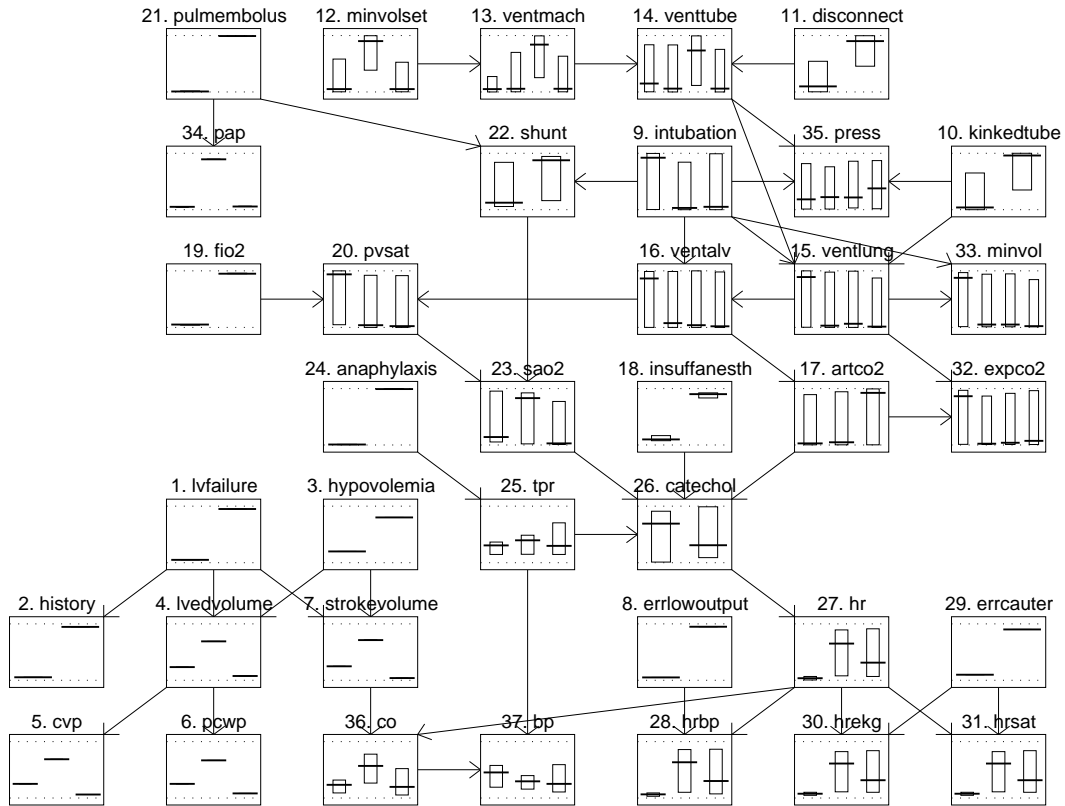 21. pulmembolus 12. minvolset 13. ventmach 14. venttube 11. disconnect
34. pap 22. shunt 9. intubation 35. press 10. kinkedtube
19. fio2 20. pvsat 16. ventalv 15. ventlung 33. minvol
24. anaphylaxis 23. sao2 18. insuffanesth 17. artco2 32. expco2
1. lvfailure 3. hypovolemia 25. tpr 26. catechol
2. history 4. lvedvolume 7. strokevolume 8. errlowoutput 27. hr 29. errcauter
5. cvp 6. pcwp 36. co 37. bp 28. hrbp 30. hrekg 31. hrsat